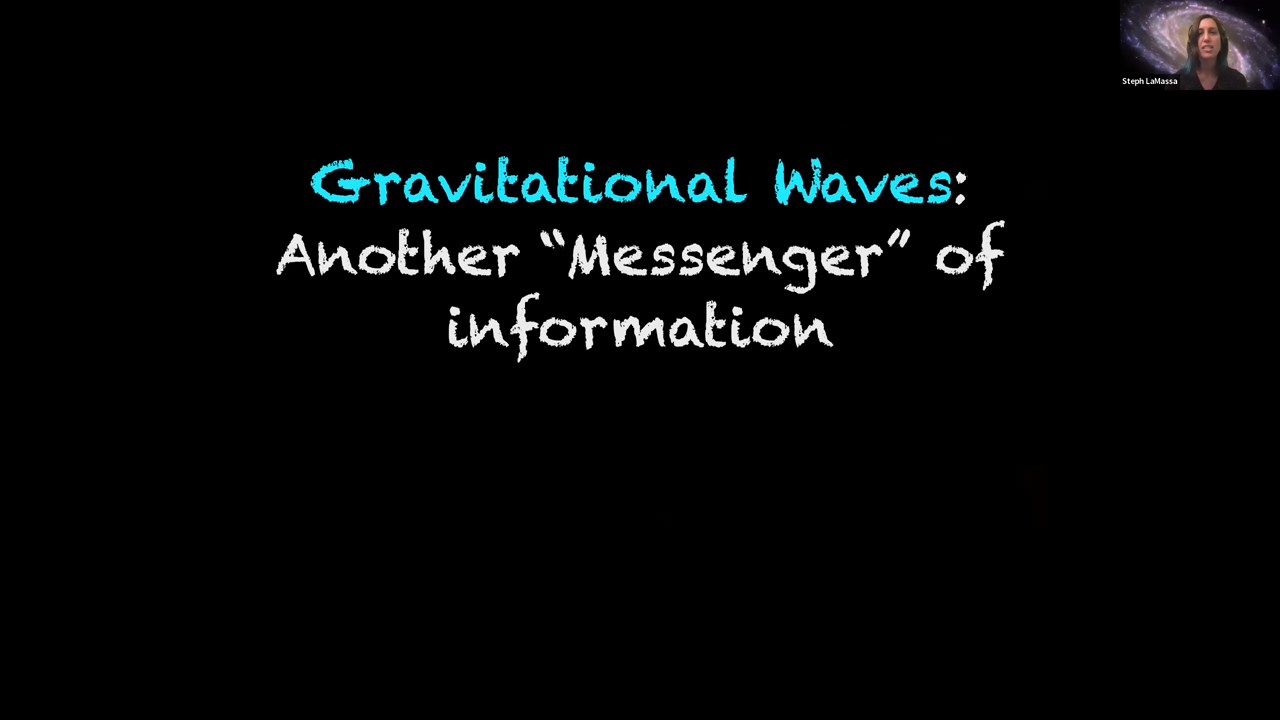 Steph LaMassa
Gravitational Waves:
Another “Messenger” of
information